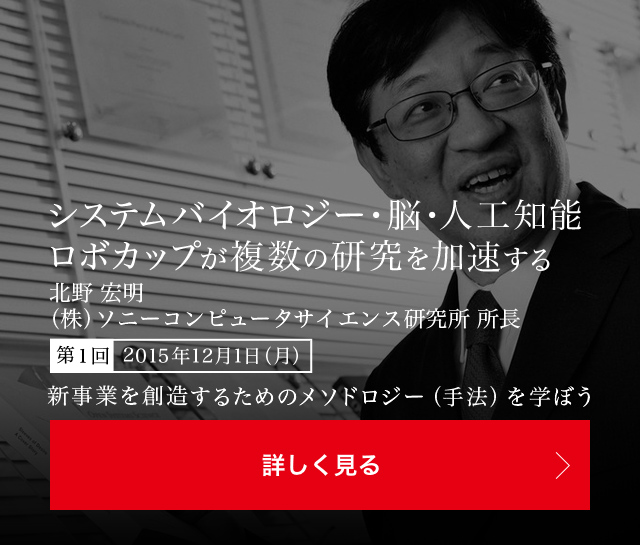 システムバイオロジー・脳・人工知能
ロボカップが複数の研究を加速する
北野 宏明
（株）ソニーコンピュータサイエンス研究所 所長
第1回 2015年12月1日（月）
新事業を創造するためのメソドロジー（手法）を学ぼう
詳しく見る